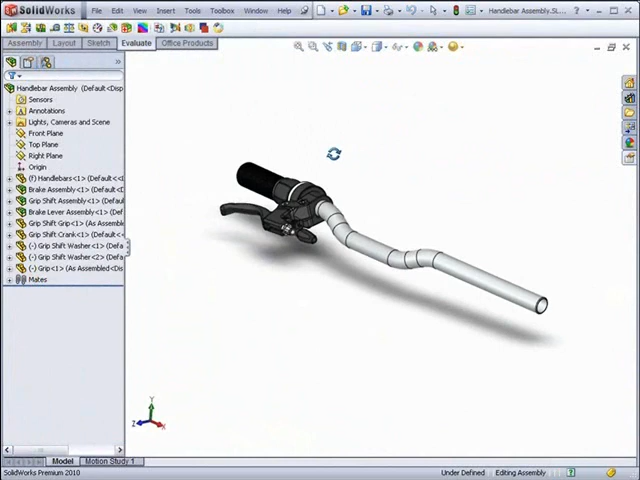 SolidWorks File Edit View Insert Tools Toolbox Window Help Handlebar Assembly.SL...
Assembly Layout Sketch Evaluate Office Products
Handlebar Assembly (Default<Disp
Sensors
Annotations
Lights, Cameras and Scene
Front Plane
Top Plane
Right Plane
Origin
(f) Handlebars<1> (Default<
Brake Assembly<1> (Default<D
Grip Shift Assembly<1> (Defau
Brake Lever Assembly<1> (Def
Grip Shift Grip<1> (As Assemb
Grip Shift Crank<1> (Default<<
(-) Grip Shift Washer<1> (Defa
(-) Grip Shift Washer<2> (Defa
(-) Grip<1> (As Assembled<Dis
Mates
Y
Z X
Model Motion Study 1
SolidWorks Premium 2010 Under Defined Editing Assembly